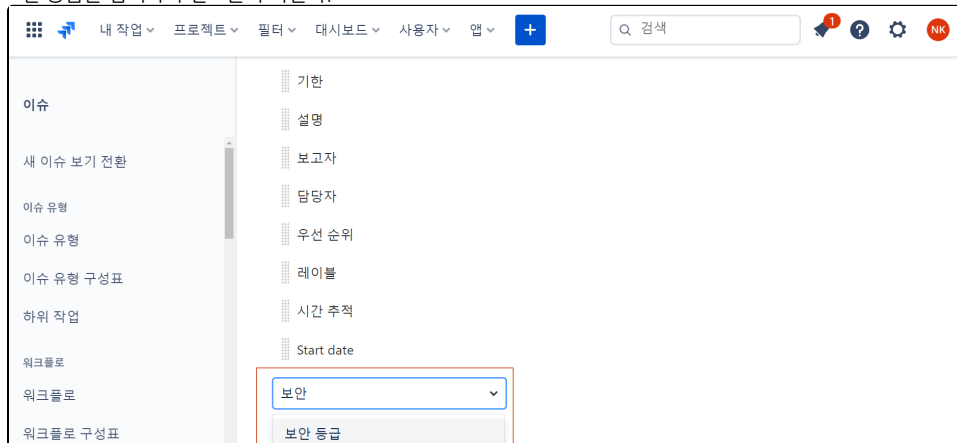 내 작업 프로젝트 필터 대시보드 사용자 앱 + 검색 1 ? NK
기한
이슈
설명
보고자
새 이슈 보기 전환
담당자
이슈 유형
우선 순위
이슈 유형
레이블
이슈 유형 구성표
시간 추적
하위 작업
Start date
워크플로
보안
워크플로
보안 등급
워크플로 구성표